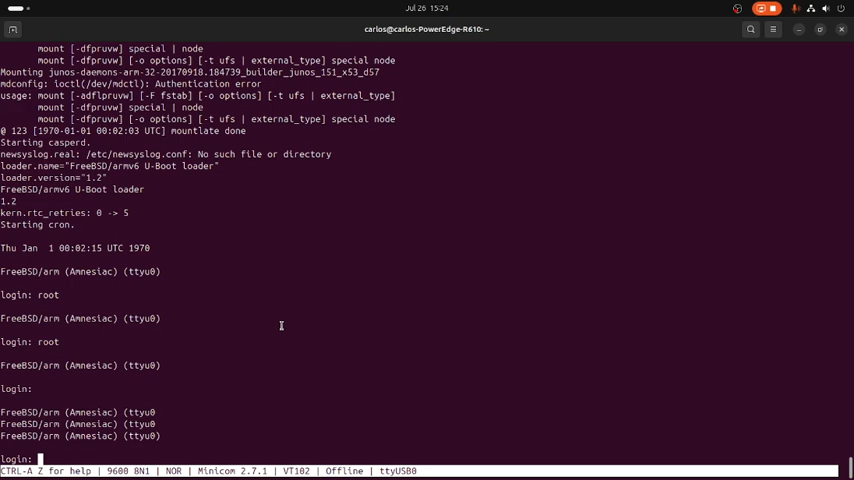 Jul 26 15:24
carlos@carlos-PowerEdge-R610: ~
mount [-dfpruvw] special | node
mount [-dfpruvw] [-o options] [-t ufs | external_type] special node
Mounting junos-daemons-arm-32-20170918.184739_builder_junos_151_x53_d57
mdconfig: ioctl(/dev/mdctl): Authentication error
usage: mount [-adflpruvw] [-F fstab] [-o options] [-t ufs | external_type]
mount [-dfpruvw] special | node
mount [-dfpruvw] [-o options] [-t ufs | external_type] special node
@ 123 [1970-01-01 00:02:03 UTC] mountlate done
Starting casperd.
newsyslog.real: /etc/newsyslog.conf: No such file or directory
loader.name="FreeBSD/armv6 U-Boot loader"
loader.version="1.2"
FreeBSD/armv6 U-Boot loader
1.2
kern.rtc_retries: 0 -> 5
Starting cron.
Thu Jan  1 00:02:15 UTC 1970
FreeBSD/arm (Amnesiac) (ttyu0)
login: root
FreeBSD/arm (Amnesiac) (ttyu0)
login: root
FreeBSD/arm (Amnesiac) (ttyu0)
login:
FreeBSD/arm (Amnesiac) (ttyu0
FreeBSD/arm (Amnesiac) (ttyu0
FreeBSD/arm (Amnesiac) (ttyu0)
login:
CTRL-A Z for help | 9600 8N1 | NOR | Minicom 2.7.1 | VT102 | Offline | ttyUSB0